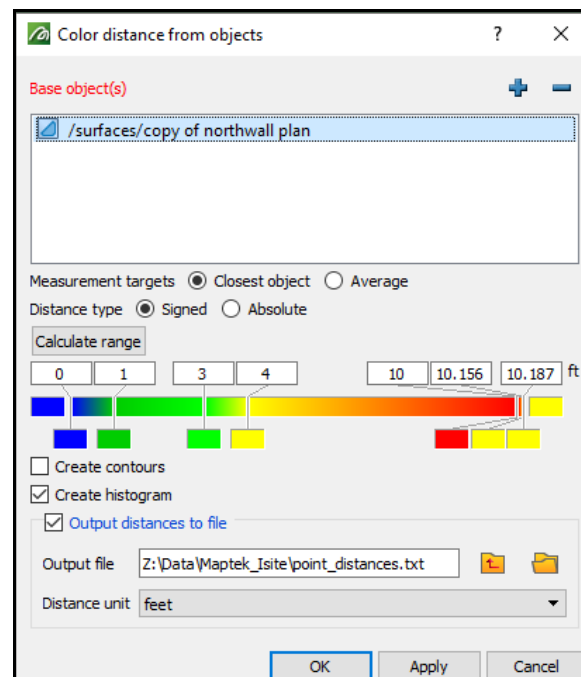 Color distance from objects ? ×
Base object(s)
/surfaces/copy of northwall plan
Measurement targets Closest object Average
Distance type Signed Absolute
Calculate range
0 1 3 4 10 10.156 10.187 ft
Create contours
Create histogram
Output distances to file
Output file Z:\Data\Maptek_Isite\point_distances.txt
Distance unit feet
OK Apply Cancel